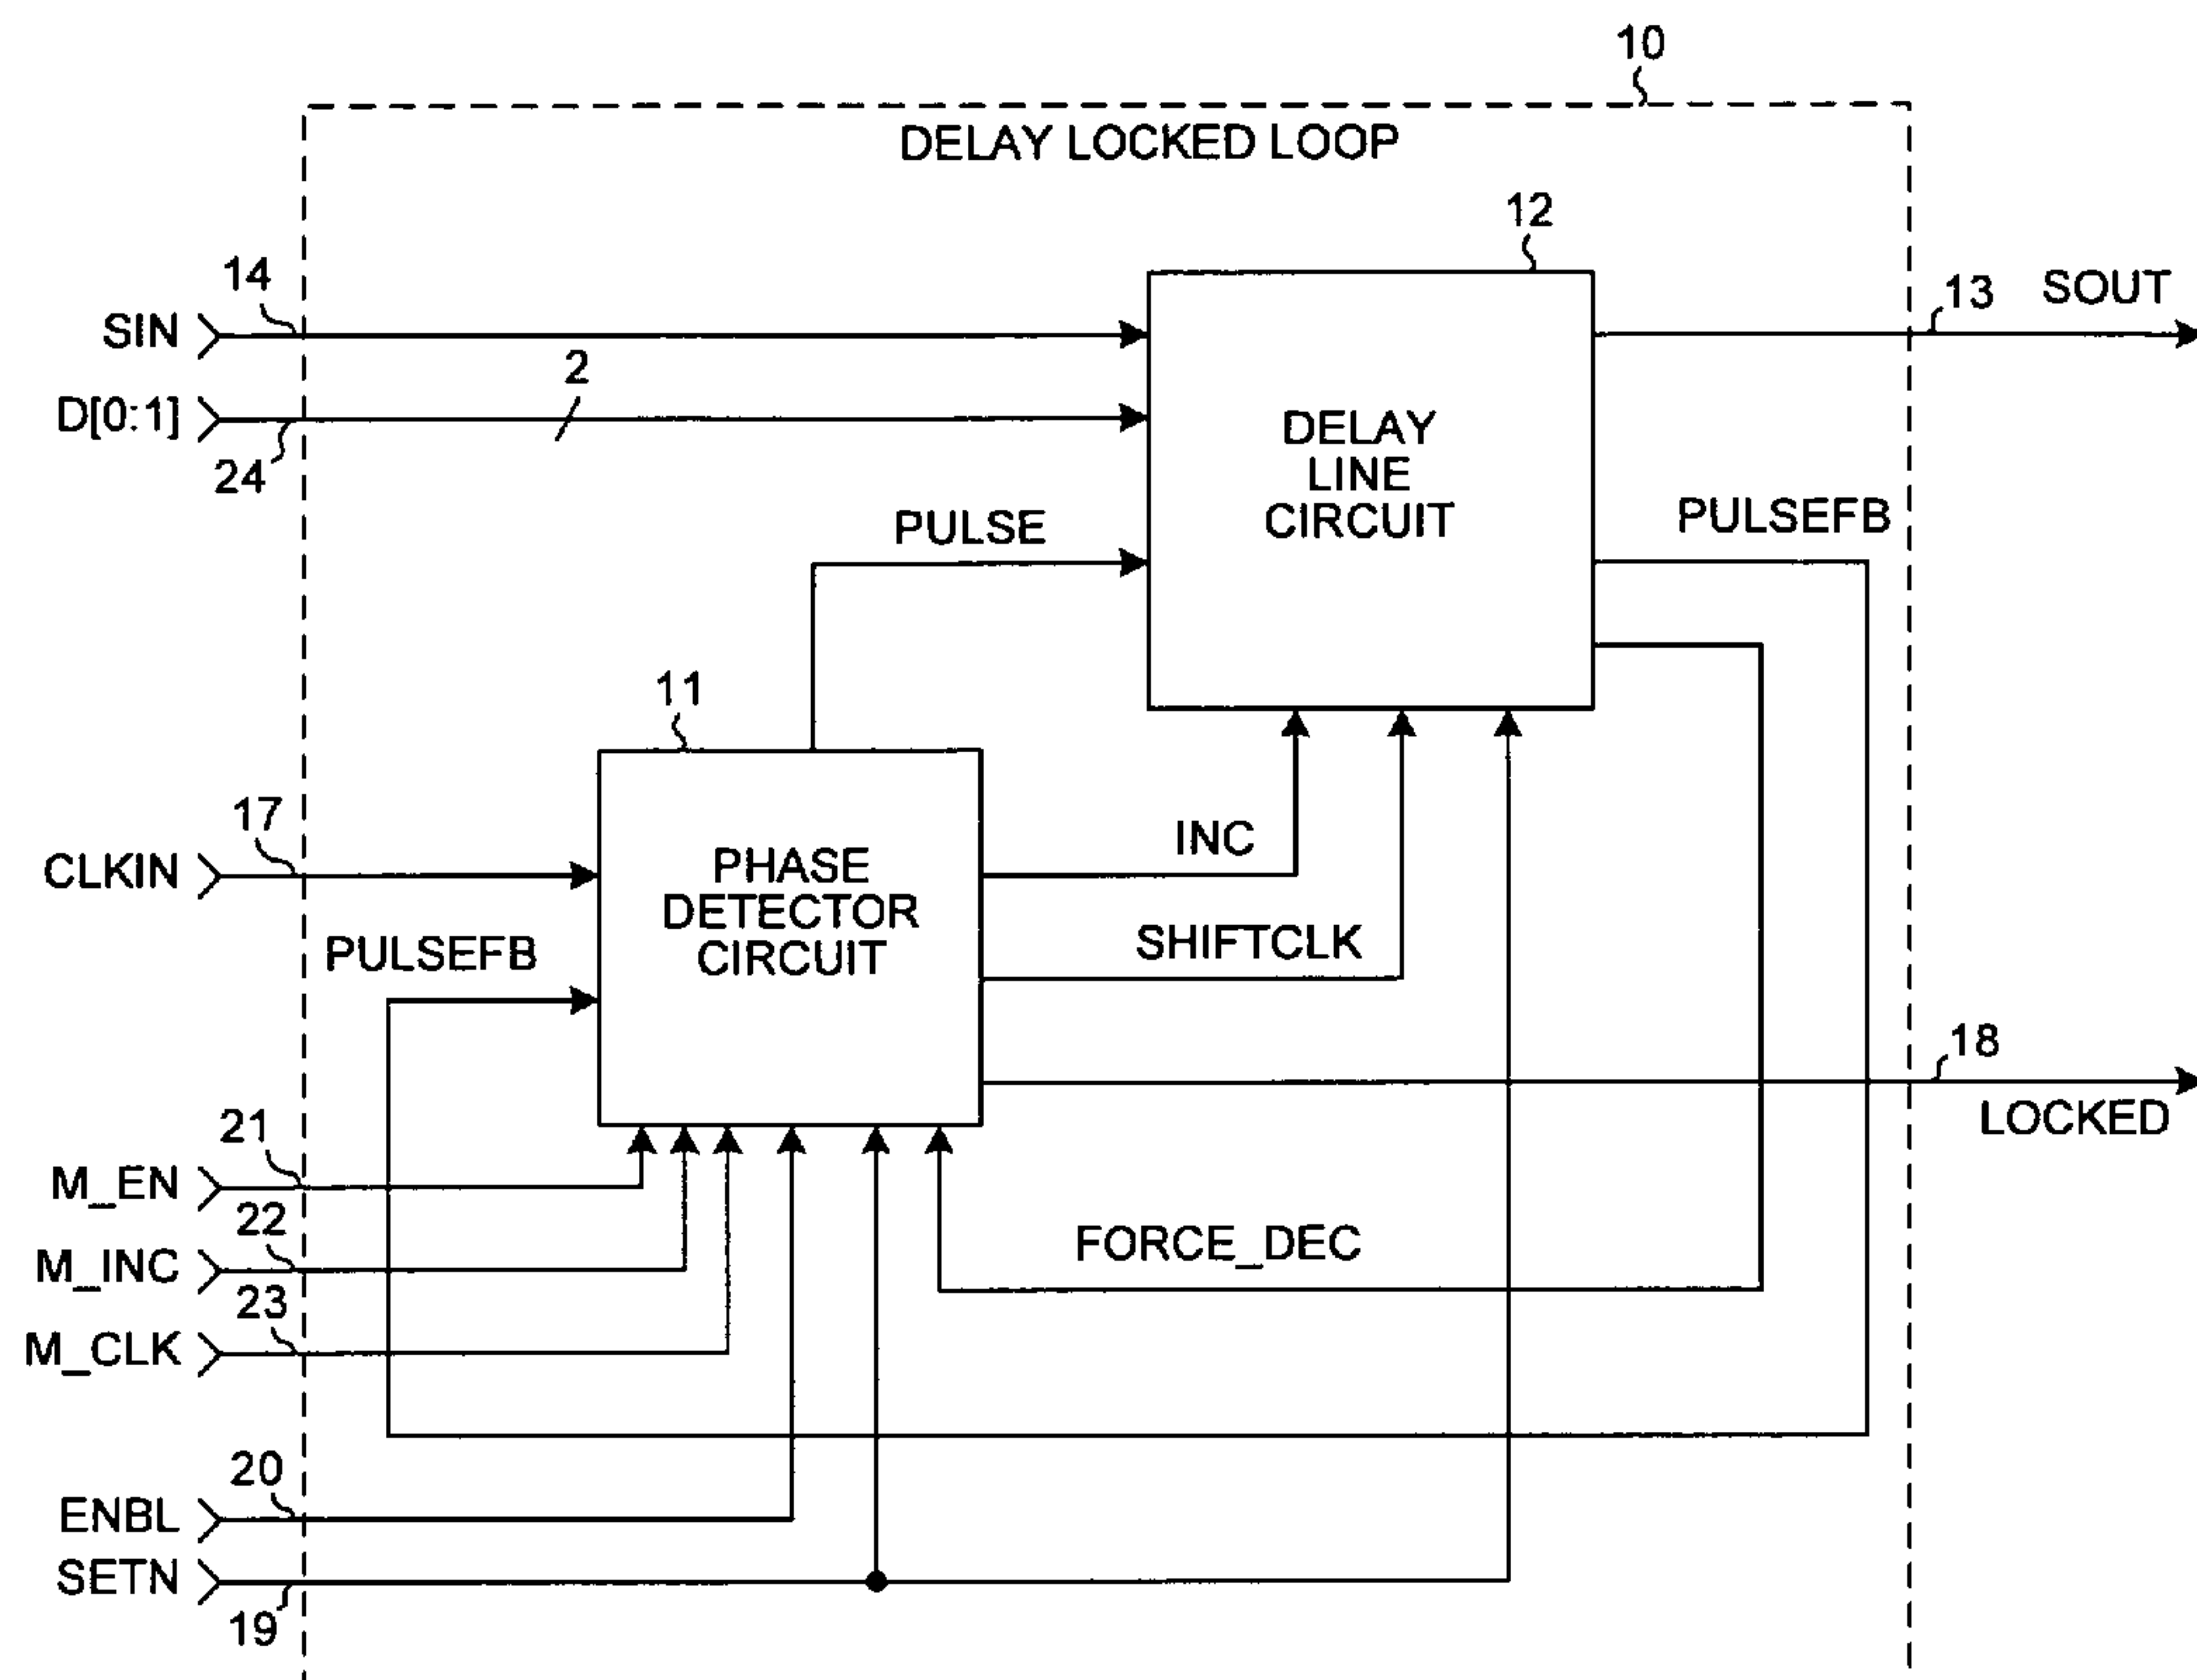 10
DELAY LOCKED LOOP
12
14
13
SOUT
SIN
2
D[0:1]
24
DELAY
LINE
CIRCUIT
PULSE
PULSEFB
11
17
INC
CLKIN
PHASE
DETECTOR
CIRCUIT
PULSEFB
SHIFTCLK
18
LOCKED
21
M_EN
22
FORCE_DEC
M_INC
23
M_CLK
20
ENBL
SETN
19